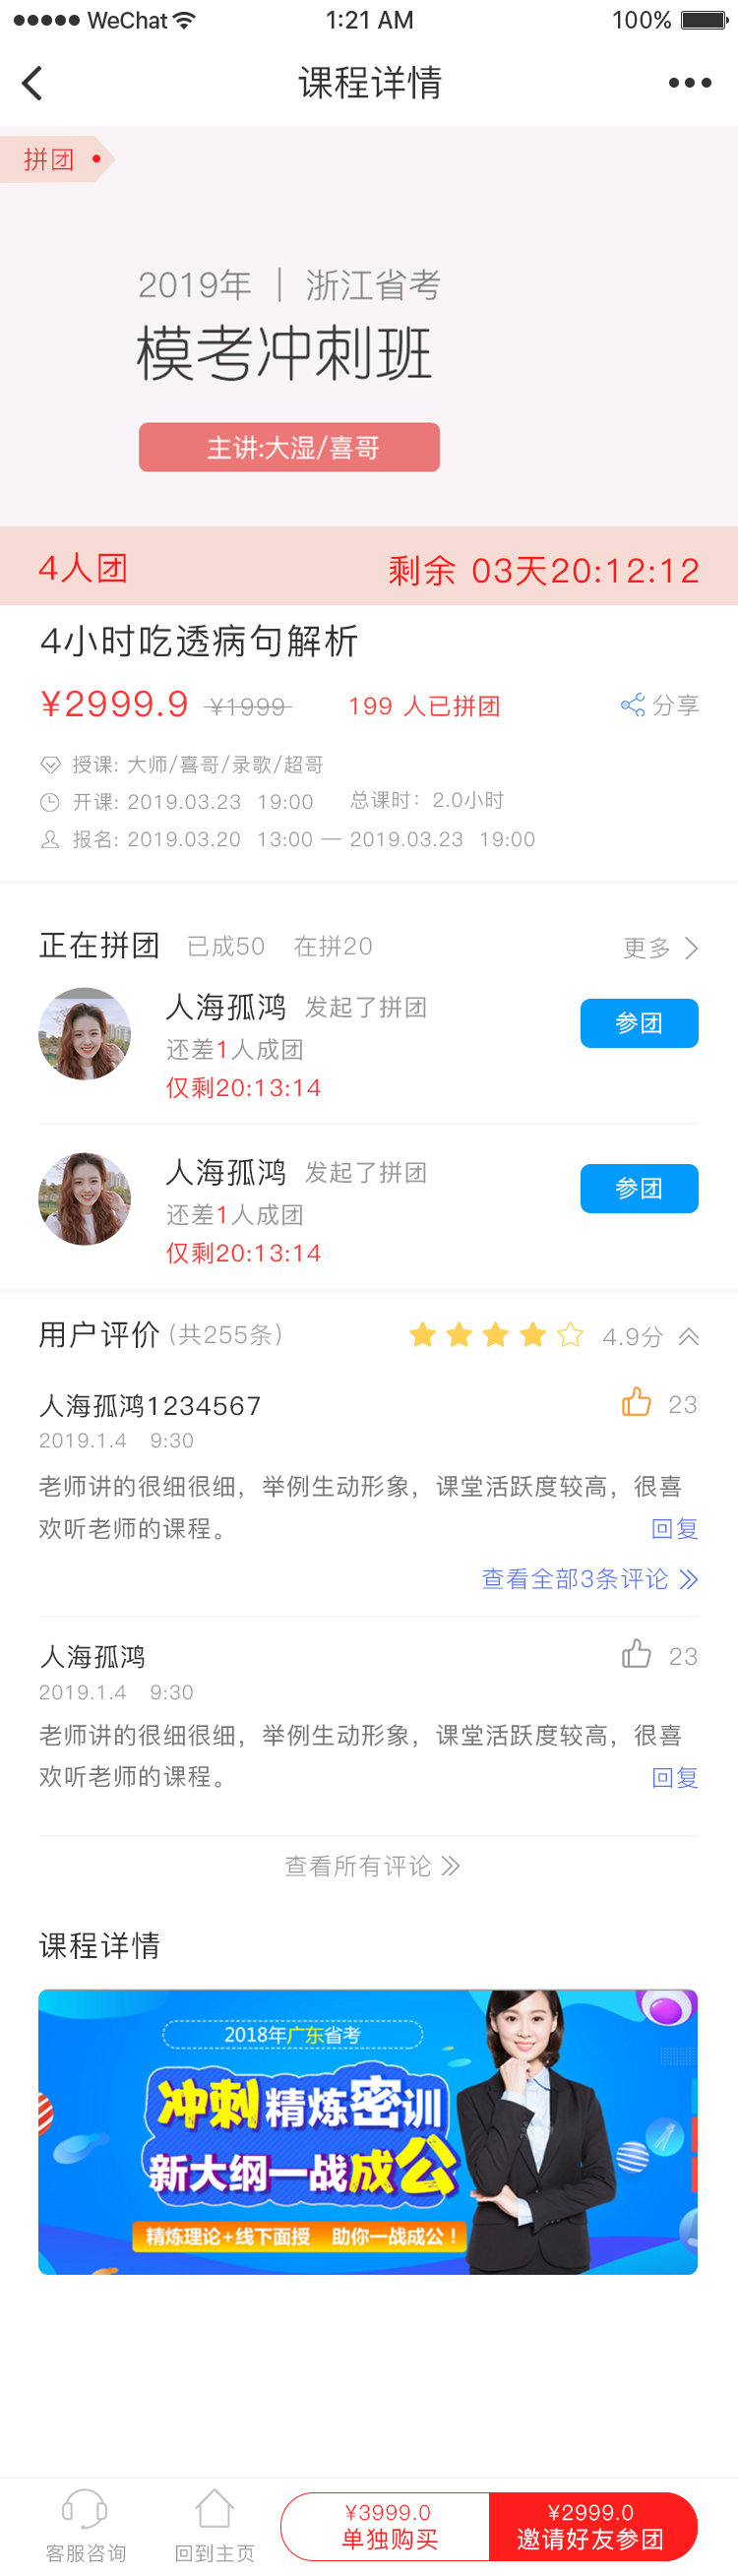 WeChat 1:21 AM 100%
课程详情
拼团
2019年 | 浙江省考
模考冲刺班
主讲:大湿/喜哥
4人团 剩余 03天20:12:12
4小时吃透病句解析
¥2999.9 ¥1999 199 人已拼团 分享
授课: 大师/喜哥/录歌/超哥
开课: 2019.03.23 19:00 总课时: 2.0小时
报名: 2019.03.20 13:00 — 2019.03.23 19:00
正在拼团 已成50 在拼20 更多
人海孤鸿 发起了拼团 参团
还差1人成团
仅剩20:13:14
人海孤鸿 发起了拼团 参团
还差1人成团
仅剩20:13:14
用户评价 (共255条) 4.9分
人海孤鸿1234567 23
2019.1.4 9:30
老师讲的很细很细，举例生动形象，课堂活跃度较高，很喜
欢听老师的课程。 回复
查看全部3条评论
人海孤鸿 23
2019.1.4 9:30
老师讲的很细很细，举例生动形象，课堂活跃度较高，很喜
欢听老师的课程。 回复
查看所有评论
课程详情
2018年广东省考
冲刺精炼密训
新大纲一战成公
精炼理论+线下面授 助你一战成公！
¥3999.0 ¥2999.0
客服咨询 回到主页 单独购买 邀请好友参团